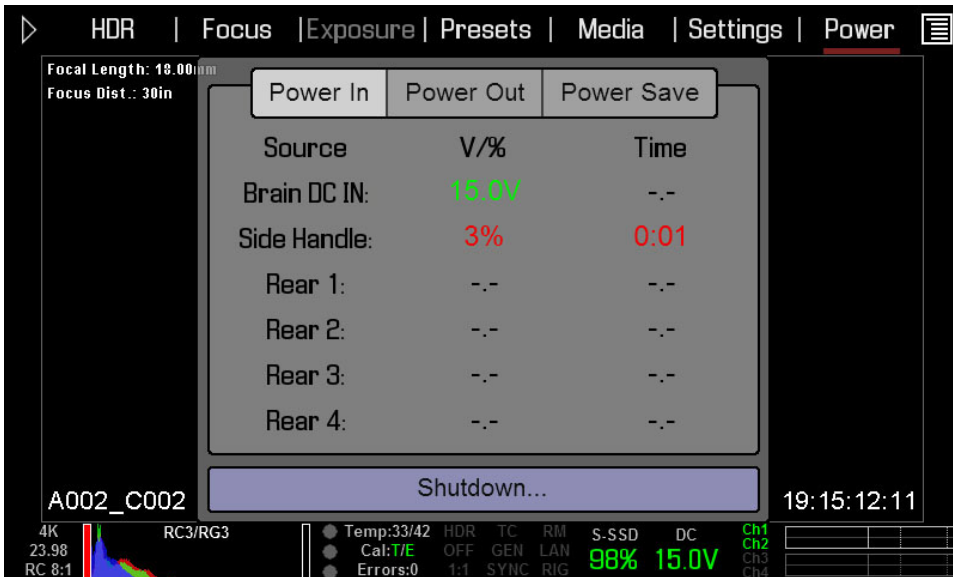 HDR | Focus | Exposure | Presets | Media | Settings | Power
Focal Length: 18.00mm
Focus Dist.: 30in
Power In Power Out Power Save
Source V/% Time
Brain DC IN: 15.0V -.-
Side Handle: 3% 0:01
Rear 1: -.- -.-
Rear 2: -.- -.-
Rear 3: -.- -.-
Rear 4: -.- -.-
Shutdown...
A002_C002 19:15:12:11
4K RC3/RG3 Temp:33/42 HDR TC RM S-SSD DC Ch1
23.98 Cal:T/E OFF GEN LAN 98% 15.0V Ch2
RC 8:1 Errors:0 1:1 SYNC RIG Ch3
Ch4